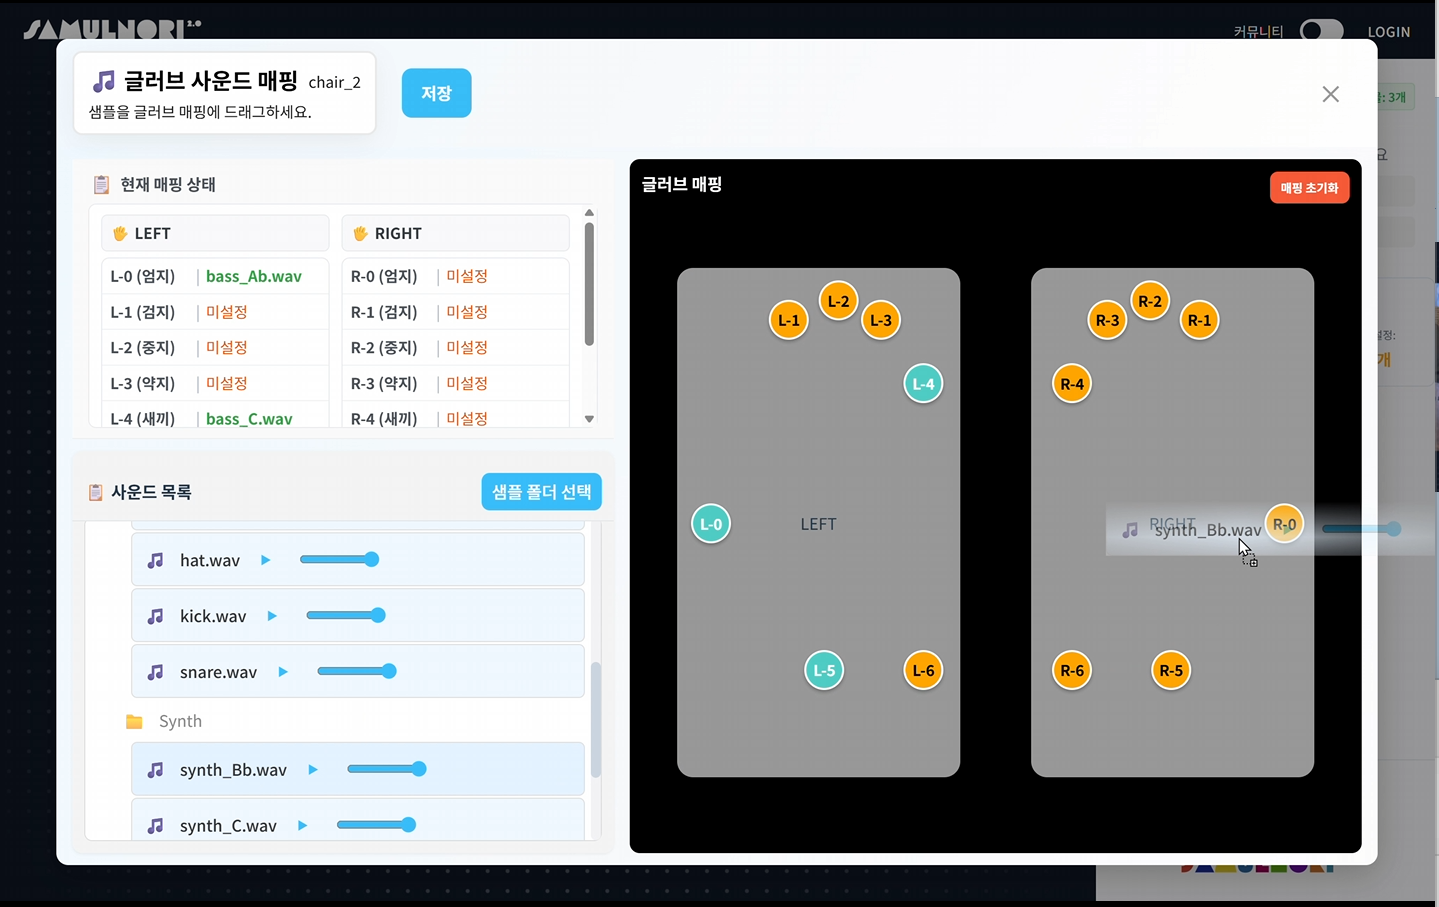 SAMULNORI 2.0
커뮤니티
LOGIN
글러브 사운드 매핑 chair_2
샘플을 글러브 매핑에 드래그하세요.
저장
: 3개
요
현재 매핑 상태
LEFT
RIGHT
L-0 (엄지) | bass_Ab.wav
R-0 (엄지) | 미설정
L-1 (검지) | 미설정
R-1 (검지) | 미설정
L-2 (중지) | 미설정
R-2 (중지) | 미설정
L-3 (약지) | 미설정
R-3 (약지) | 미설정
L-4 (새끼) | bass_C.wav
R-4 (새끼) | 미설정
사운드 목록
샘플 폴더 선택
hat.wav
kick.wav
snare.wav
Synth
synth_Bb.wav
synth_C.wav
글러브 매핑
매핑 초기화
L-1
L-2
L-3
L-4
L-0
LEFT
L-5
L-6
R-3
R-2
R-1
R-4
RIGHT
synth_Bb.wav
R-0
R-6
R-5
설정:
개